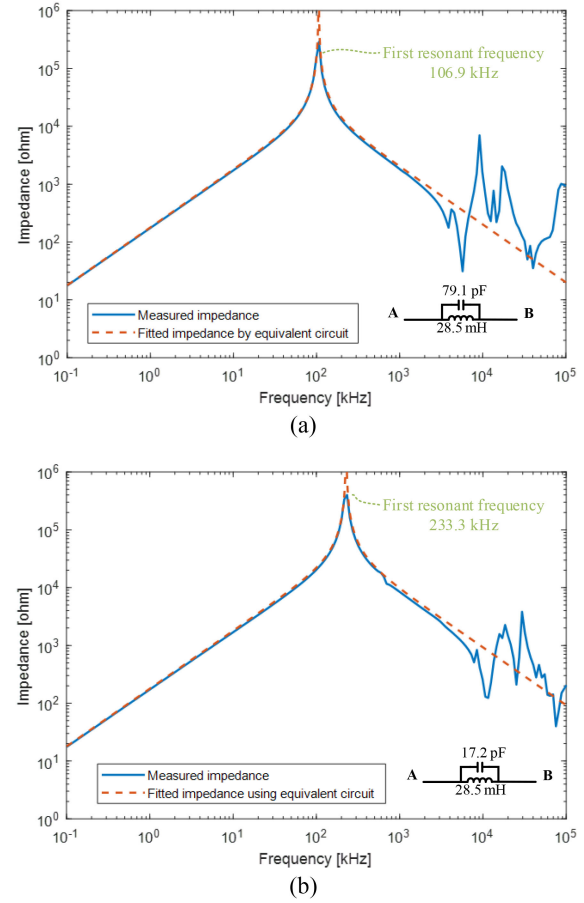 10^6
10^5
10^4
10^3
10^2
10^1
10^0
Impedance [ohm]
First resonant frequency
106.9 kHz
Measured impedance
Fitted impedance by equivalent circuit
79.1 pF
A B
28.5 mH
10^-1 10^0 10^1 10^2 10^3 10^4 10^5
Frequency [kHz]
(a)
10^6
10^5
10^4
10^3
10^2
10^1
10^0
Impedance [ohm]
First resonant frequency
233.3 kHz
Measured impedance
Fitted impedance using equivalent circuit
17.2 pF
A B
28.5 mH
10^-1 10^0 10^1 10^2 10^3 10^4 10^5
Frequency [kHz]
(b)